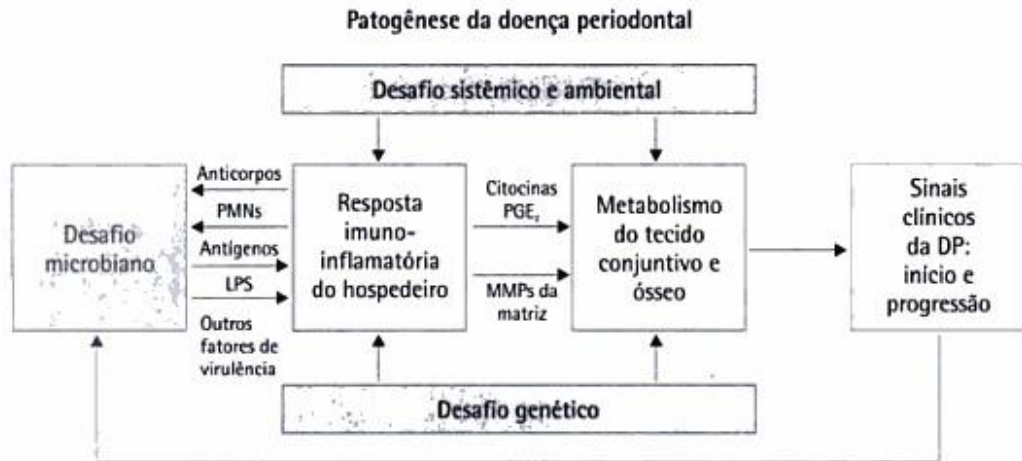 Patogênese da doença periodontal
Desafio sistêmico e ambiental
Desafio
microbiano
Anticorpos
PMNs
Antígenos
LPS
Outros
fatores de
virulência
Resposta
imuno-
inflamatória
do hospedeiro
Citocinas
PGE₂
MMPs da
matriz
Metabolismo
do tecido
conjuntivo e
ósseo
Sinais
clínicos
da DP:
início e
progressão
Desafio genético